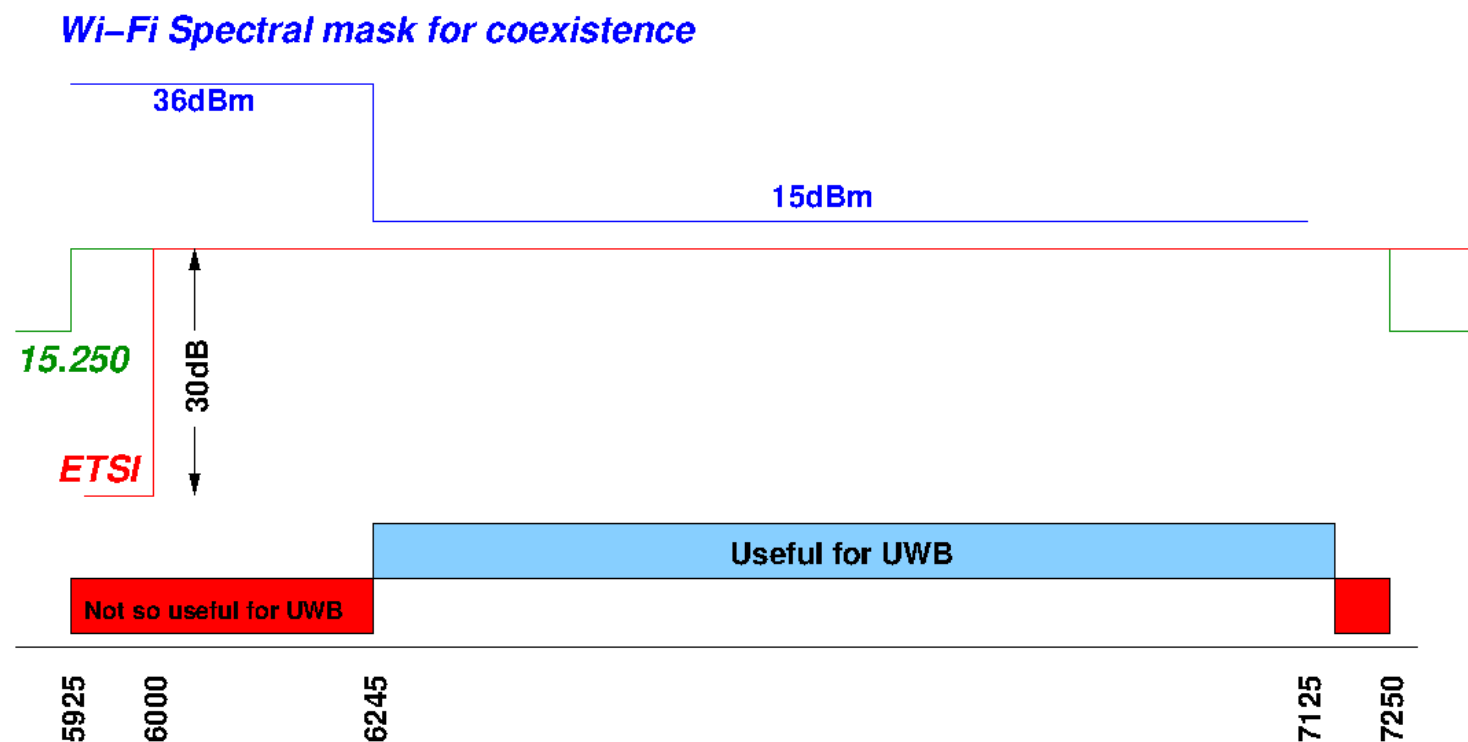 Wi–Fi Spectral mask for coexistence
36dBm
15dBm
15.250
30dB
ETSI
Useful for UWB
Not so useful for UWB
5925
6000
6245
7125
7250